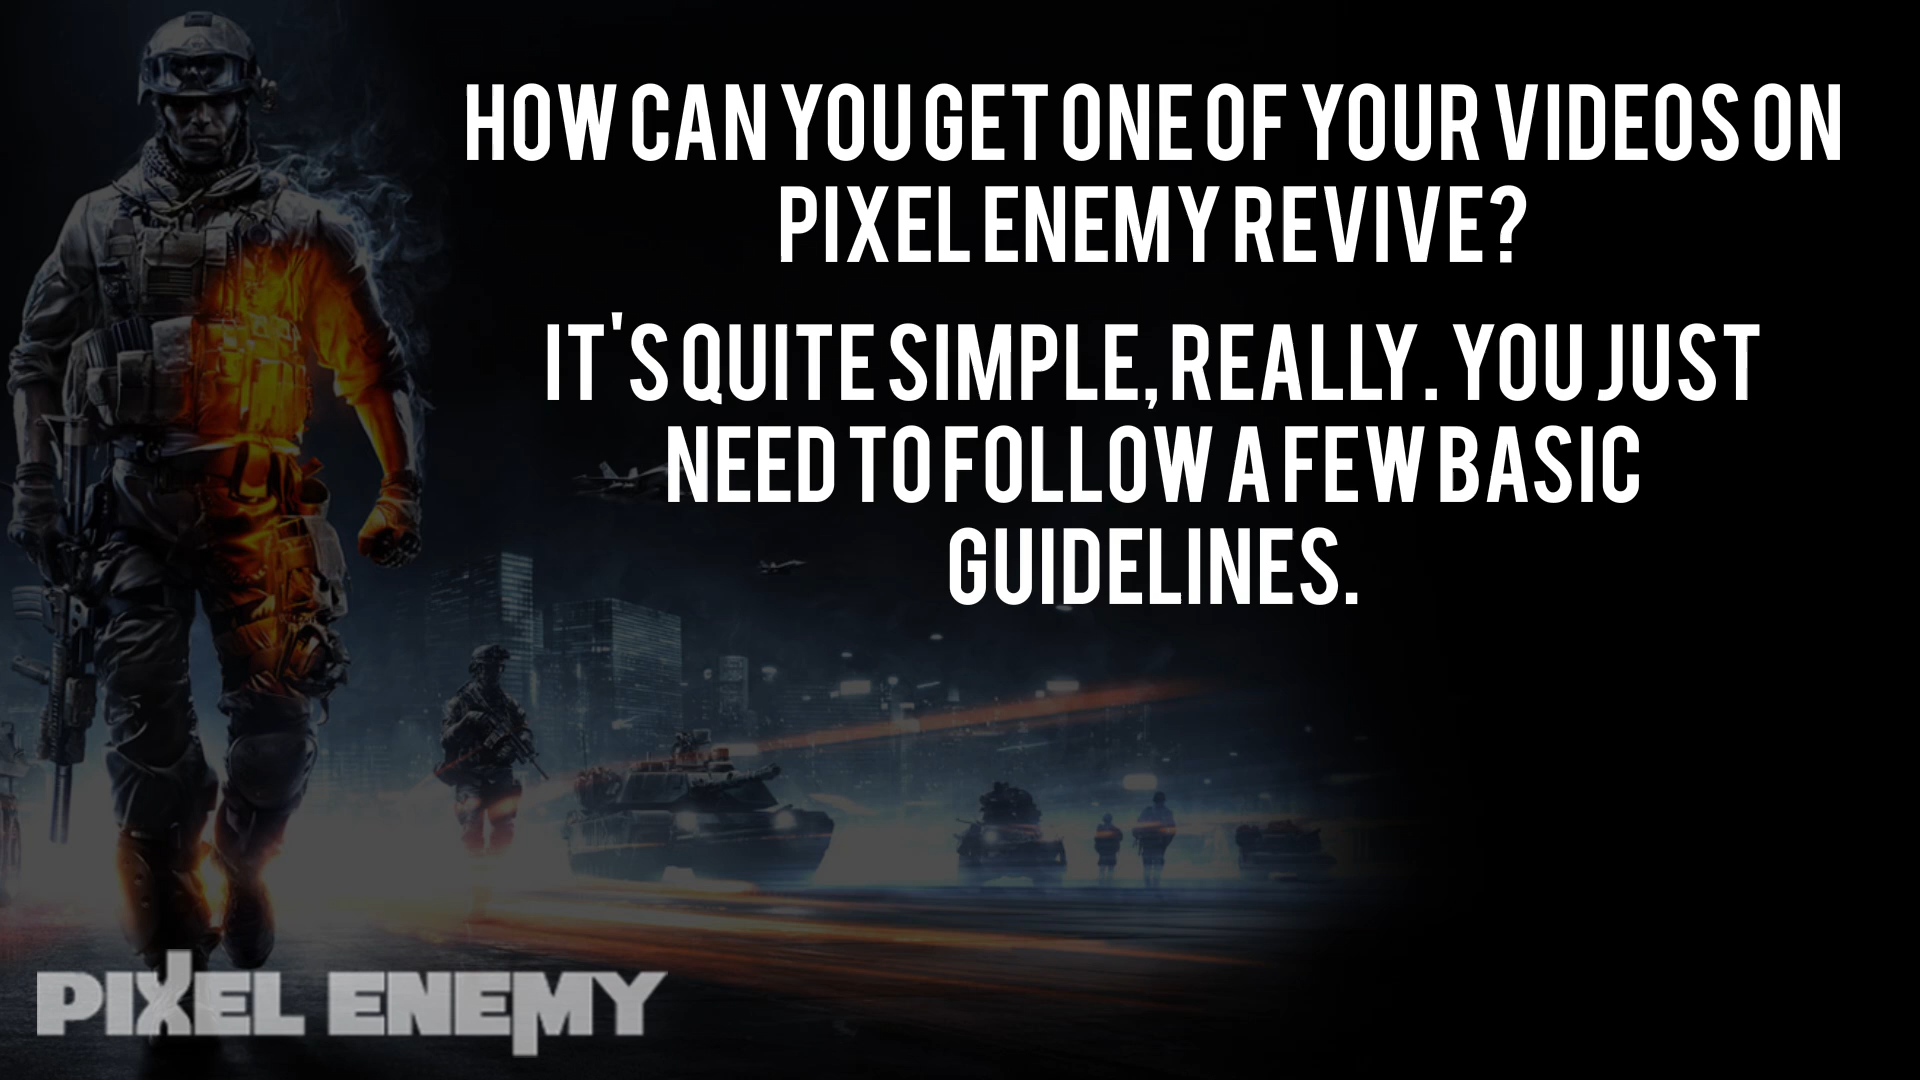 HOW CAN YOU GET ONE OF YOUR VIDEOS ON
PIXEL ENEMY REVIVE?
IT'S QUITE SIMPLE, REALLY. YOU JUST
NEED TO FOLLOW A FEW BASIC
GUIDELINES.
PIXEL ENEMY